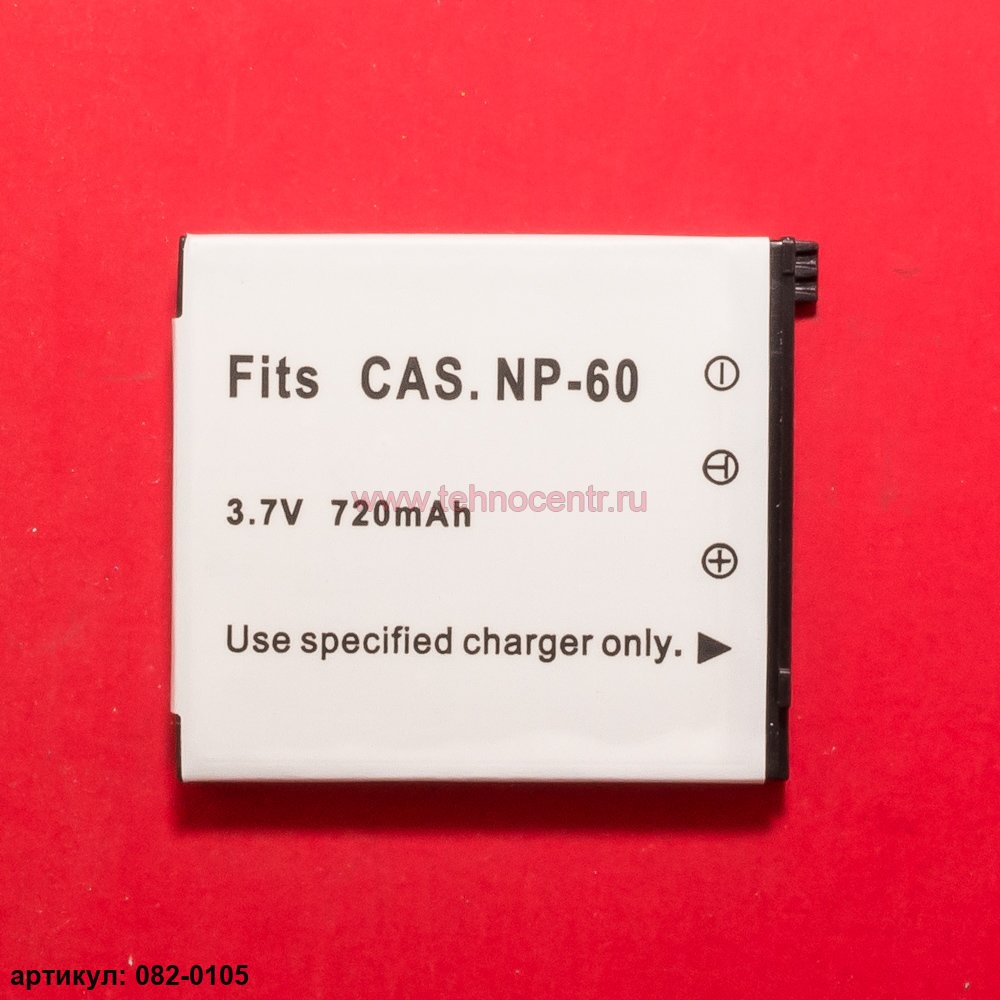 Fits CAS. NP-60
3.7V 720mAh
www.tehnocentr.ru
Use specified charger only.
артикул: 082-0105